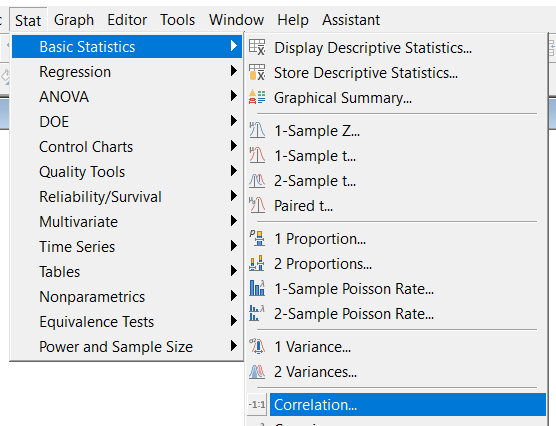 Stat Graph Editor Tools Window Help Assistant
Basic Statistics
Regression
ANOVA
DOE
Control Charts
Quality Tools
Reliability/Survival
Multivariate
Time Series
Tables
Nonparametrics
Equivalence Tests
Power and Sample Size
Display Descriptive Statistics...
Store Descriptive Statistics...
Graphical Summary...
1-Sample Z...
1-Sample t...
2-Sample t...
Paired t...
1 Proportion...
2 Proportions...
1-Sample Poisson Rate...
2-Sample Poisson Rate...
1 Variance...
2 Variances...
-1:1 Correlation...